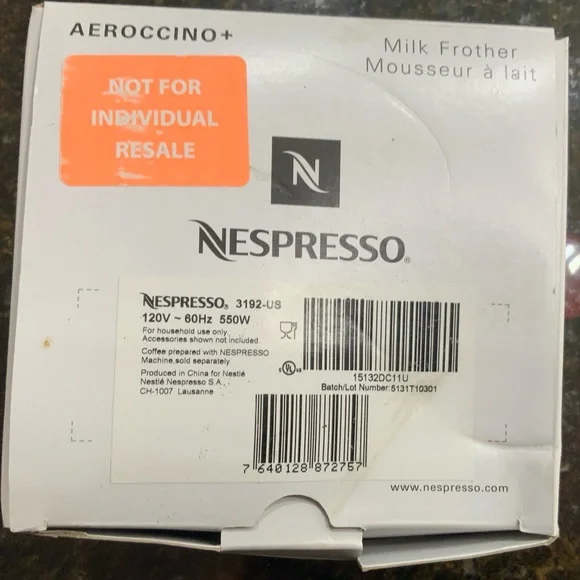 AEROCCINO+
Milk Frother
Mousseur à lait
NOT FOR
INDIVIDUAL
RESALE
N
NESPRESSO®
NESPRESSO® 3192-US
120V ~ 60Hz 550W
For household use only
Accessories shown not included
Coffee prepared with NESPRESSO
Machine, sold separately
Produced in China for Nestlé
Nestlé Nespresso S.A.
CH-1007 Lausanne
c UL us
15132DC11U
Batch/Lot Number: 5131T10301
7 640128 872757
www.nespresso.com